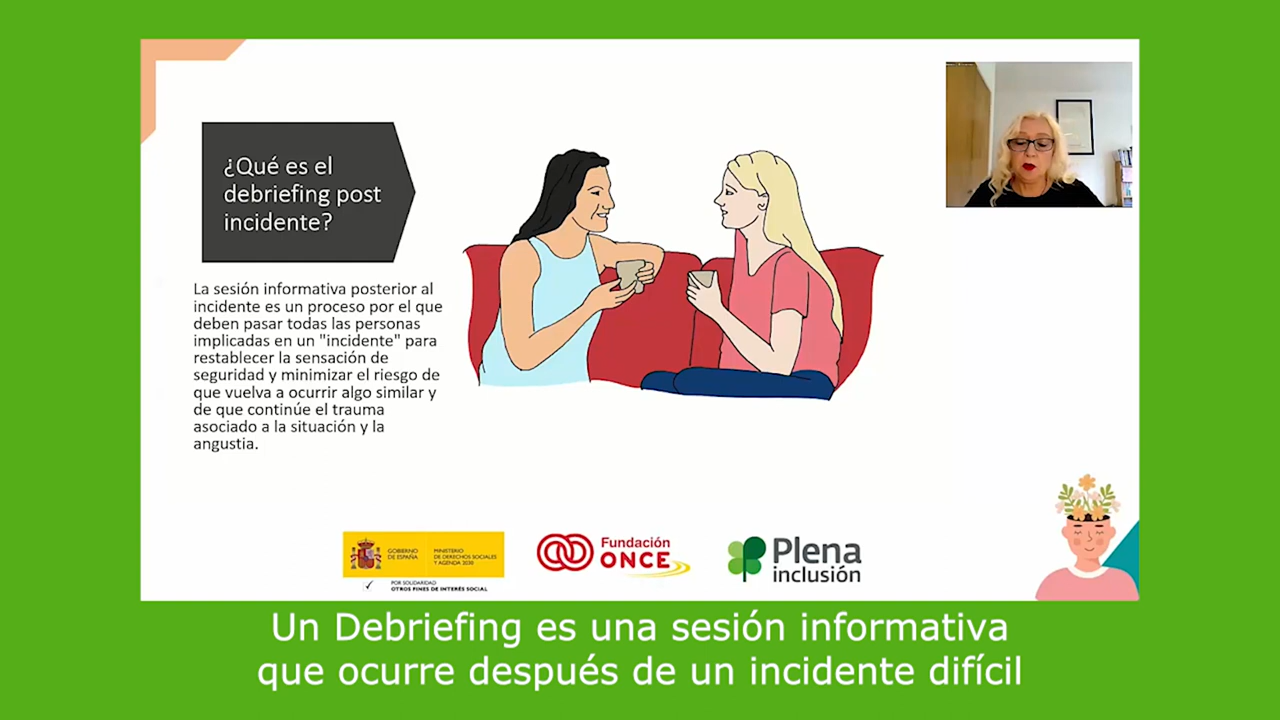 ¿Qué es el
debriefing post
incidente?
La sesión informativa posterior al
incidente es un proceso por el que
deben pasar todas las personas
implicadas en un "incidente" para
restablecer la sensación de
seguridad y minimizar el riesgo de
que vuelva a ocurrir algo similar y
de que continúe el trauma
asociado a la situación y la
angustia.
GOBIERNO
DE ESPAÑA
MINISTERIO
DE DERECHOS SOCIALES
Y AGENDA 2030
POR SOLIDARIDAD
OTROS FINES DE INTERÉS SOCIAL
Fundación
ONCE
Plena
inclusión
Un Debriefing es una sesión informativa
que ocurre después de un incidente difícil